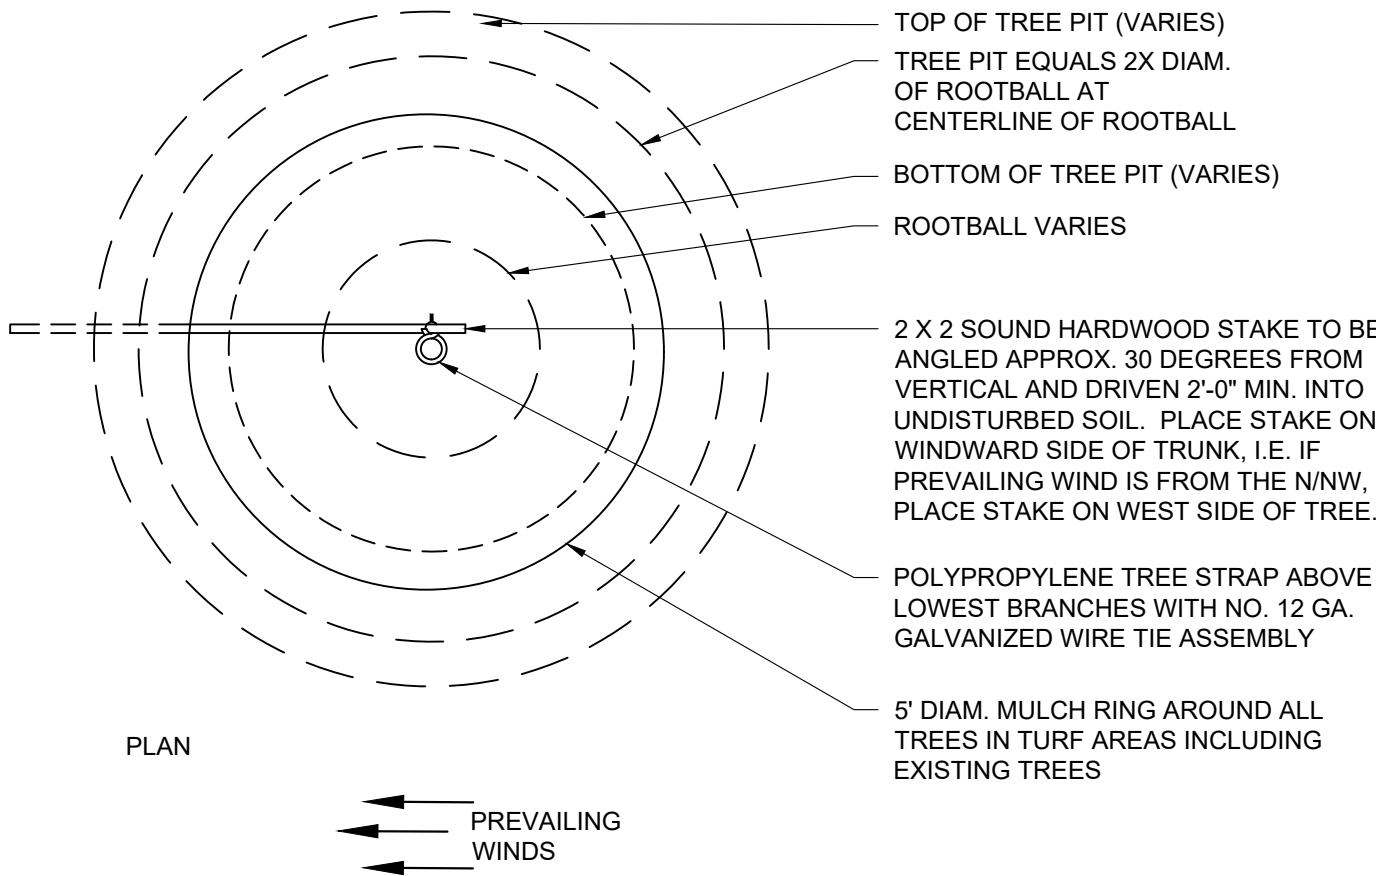 TOP OF TREE PIT (VARIES)
TREE PIT EQUALS 2X DIAM.
OF ROOTBALL AT
CENTERLINE OF ROOTBALL
BOTTOM OF TREE PIT (VARIES)
ROOTBALL VARIES
2 X 2 SOUND HARDWOOD STAKE TO BE
ANGLED APPROX. 30 DEGREES FROM
VERTICAL AND DRIVEN 2'-0" MIN. INTO
UNDISTURBED SOIL. PLACE STAKE ON
WINDWARD SIDE OF TRUNK, I.E. IF
PREVAILING WIND IS FROM THE N/NW,
PLACE STAKE ON WEST SIDE OF TREE.
POLYPROPYLENE TREE STRAP ABOVE
LOWEST BRANCHES WITH NO. 12 GA.
GALVANIZED WIRE TIE ASSEMBLY
5' DIAM. MULCH RING AROUND ALL
TREES IN TURF AREAS INCLUDING
EXISTING TREES
PLAN
PREVAILING
WINDS